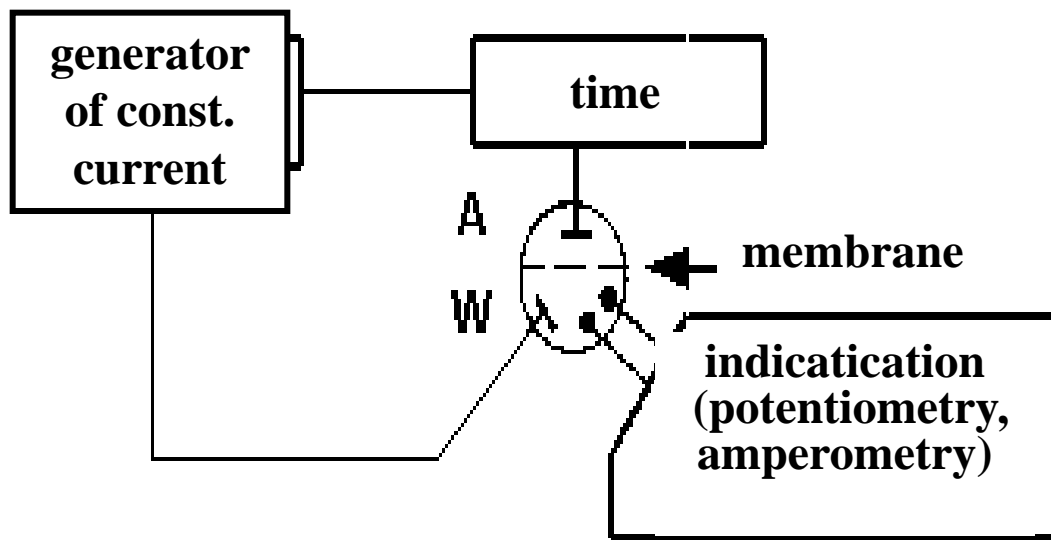 generator
of const.
current
time
A
membrane
W
indicatication
(potentiometry,
amperometry)